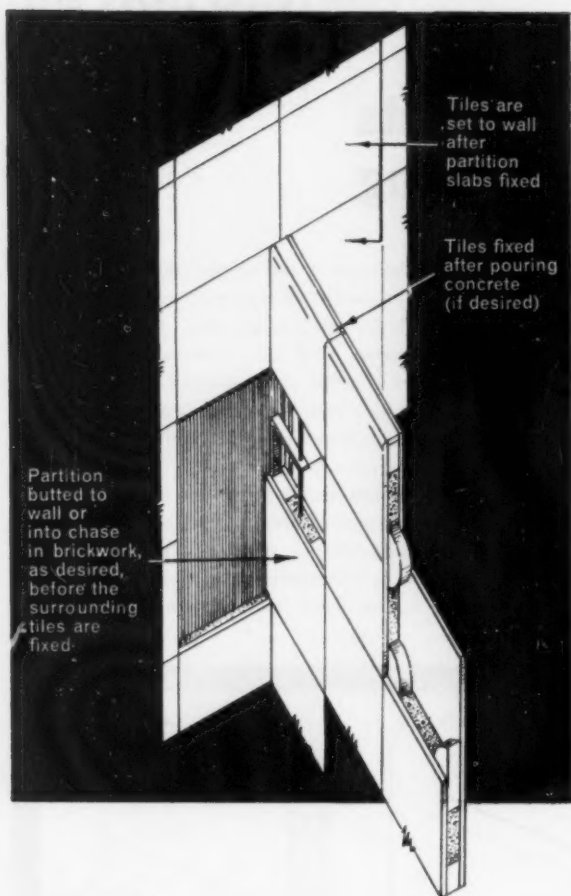 Tiles are
set to wall
after
partition
slabs fixed
Tiles fixed
after pouring
concrete
(if desired)
Partition
butted to
wall or
into chase
in brickwork,
as desired,
before the
surrounding
tiles are
fixed